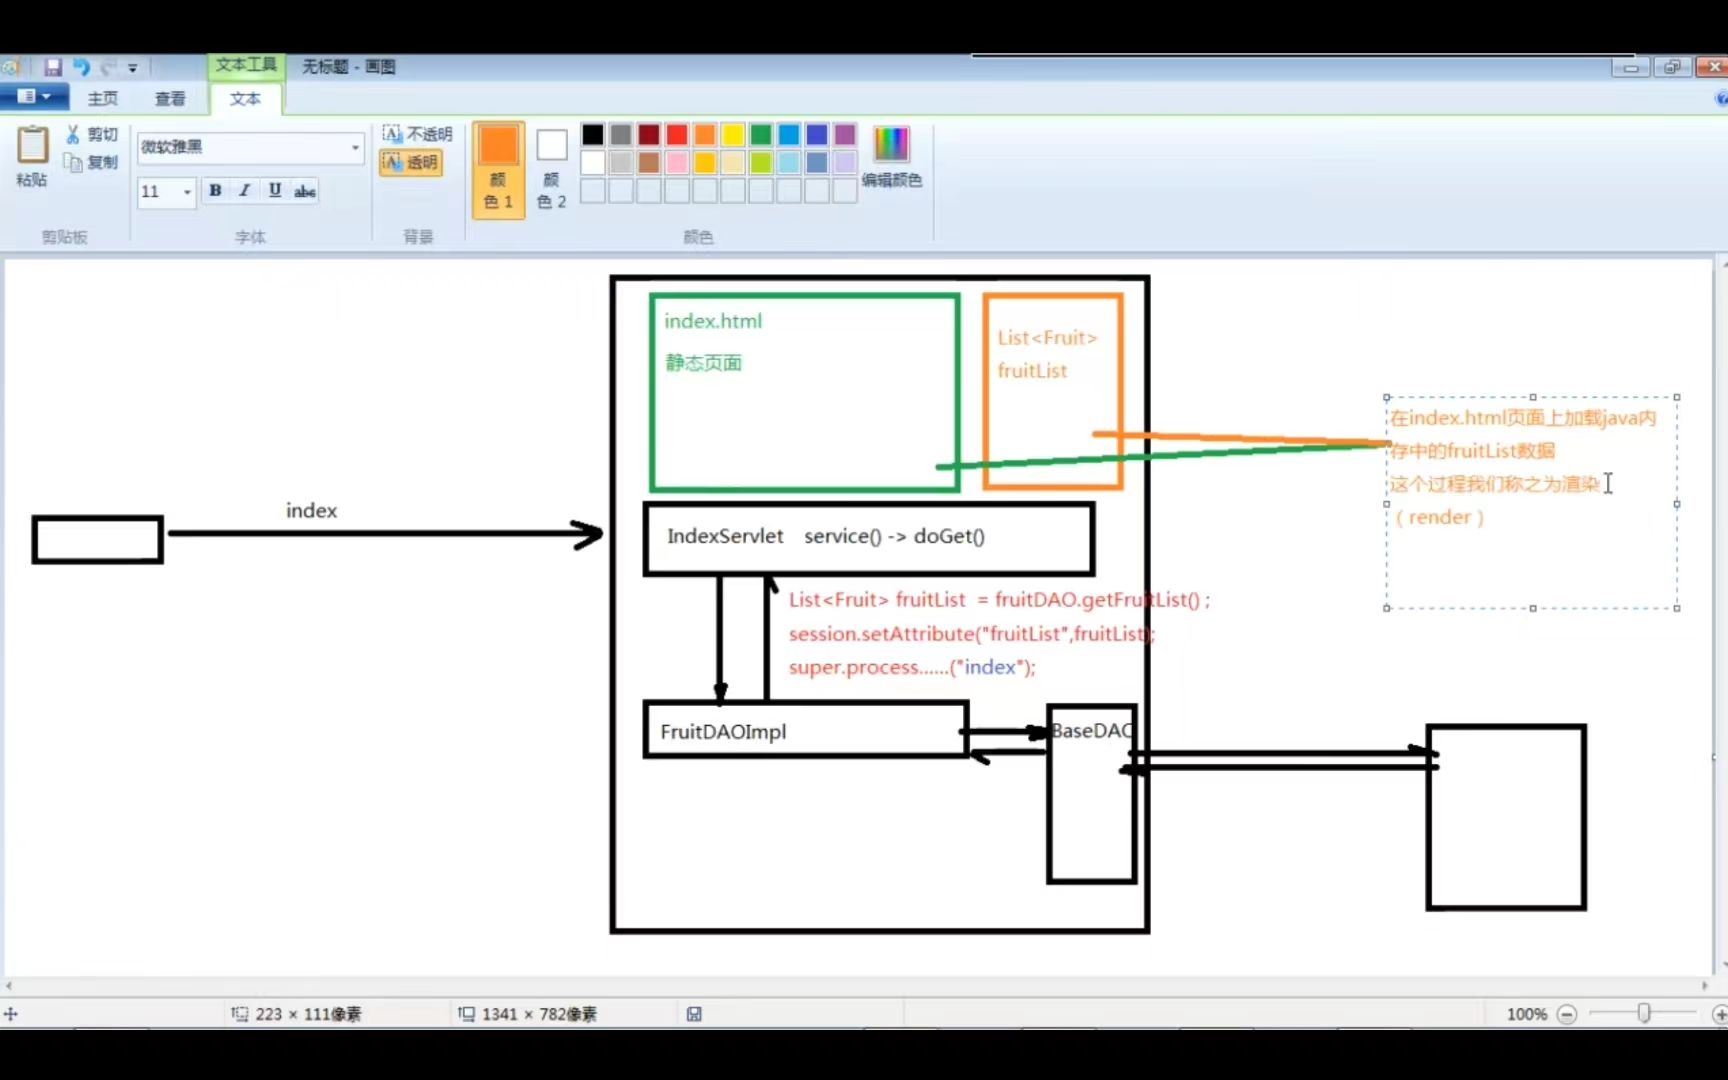 文本工具
无标题 - 画图
主页
查看
文本
粘贴
剪切
复制
剪贴板
微软雅黑
11
B I U abc
字体
不透明
透明
背景
颜
色 1
颜
色 2
编辑颜色
颜色
index.html
静态页面
List<Fruit>
fruitList
在index.html页面上加载java内
存中的fruitList数据
这个过程我们称之为渲染
（render）
index
IndexServlet service() -> doGet()
List<Fruit> fruitList = fruitDAO.getFruitList() ;
session.setAttribute("fruitList",fruitList);
super.process......("index");
FruitDAOImpl
BaseDAO
223 × 111像素
1341 × 782像素
100%